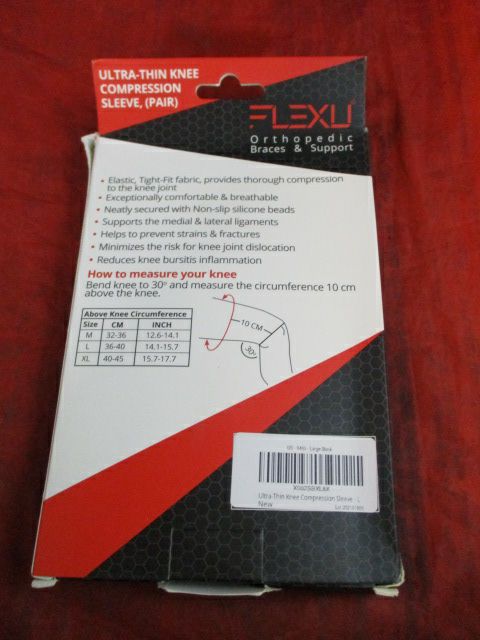 ULTRA-THIN KNEE
COMPRESSION
SLEEVE, (PAIR)
FLEXU
Orthopedic
Braces & Support
• Elastic, Tight-Fit fabric, provides thorough compression
to the knee joint
• Exceptionally comfortable & breathable
• Neatly secured with Non-slip silicone beads
• Supports the medial & lateral ligaments
• Helps to prevent strains & fractures
• Minimizes the risk for knee joint dislocation
• Reduces knee bursitis inflammation
How to measure your knee
Bend knee to 30º and measure the circumference 10 cm
above the knee.
Above Knee Circumference
Size CM INCH
M 32-36 12.6-14.1
L 36-40 14.1-15.7
XL 40-45 15.7-17.7
10 CM
30º
Large Black
Ultra Thin Knee Compression Sleeve - L
New